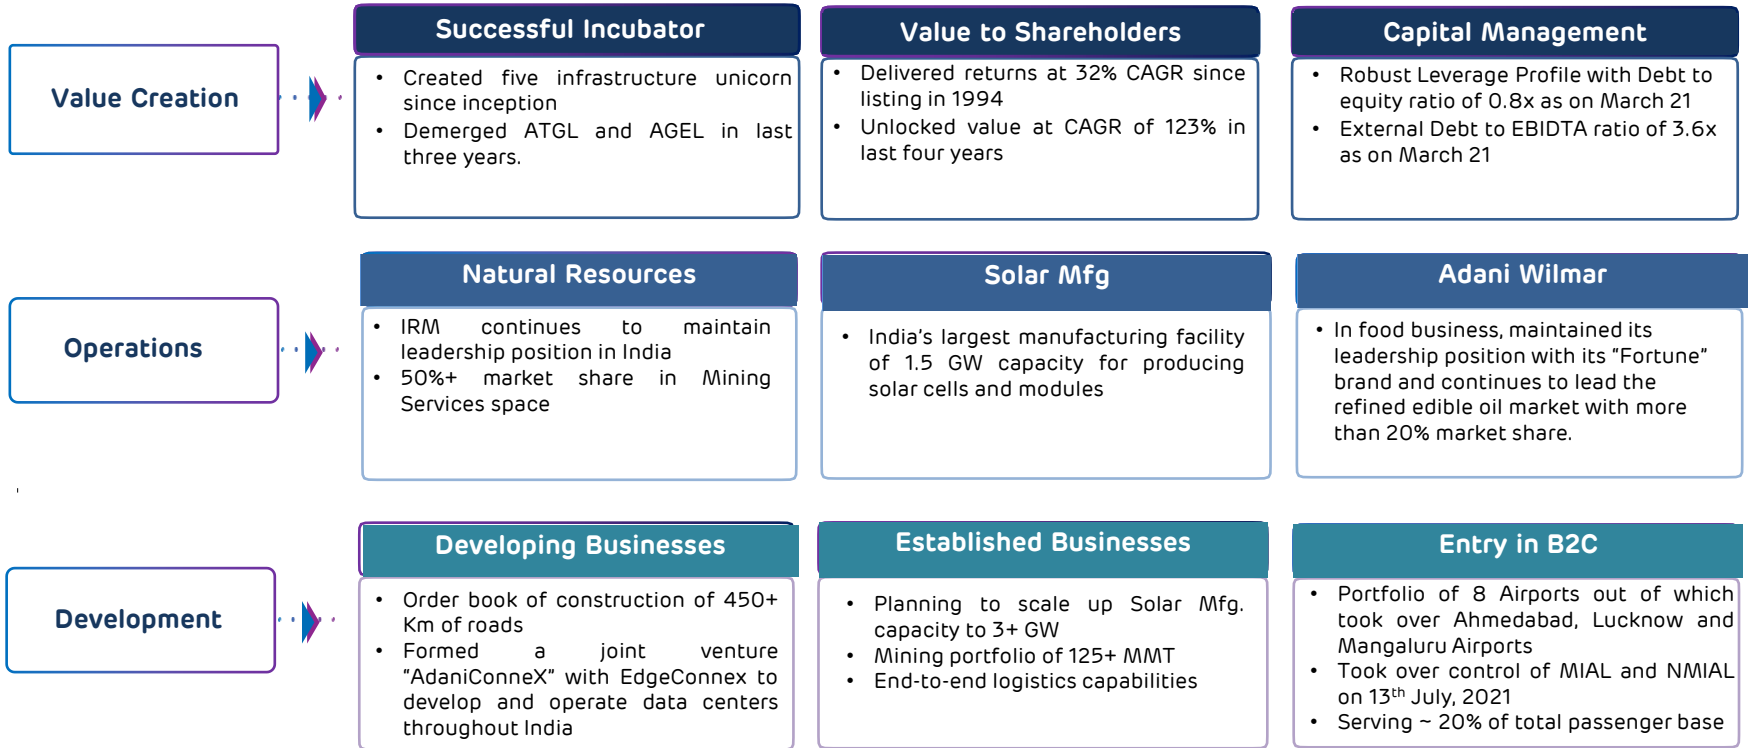 Value Creation
Successful Incubator
• Created five infrastructure unicorn
since inception
• Demerged ATGL and AGEL in last
three years.
Value to Shareholders
• Delivered returns at 32% CAGR since
listing in 1994
• Unlocked value at CAGR of 123% in
last four years
Capital Management
• Robust Leverage Profile with Debt to
equity ratio of 0.8x as on March 21
• External Debt to EBIDTA ratio of 3.6x
as on March 21
Operations
Natural Resources
• IRM continues to maintain
leadership position in India
• 50%+ market share in Mining
Services space
Solar Mfg
• India's largest manufacturing facility
of 1.5 GW capacity for producing
solar cells and modules
Adani Wilmar
• In food business, maintained its
leadership position with its "Fortune"
brand and continues to lead the
refined edible oil market with more
than 20% market share.
Development
Developing Businesses
• Order book of construction of 450+
Km of roads
• Formed a joint venture
"AdaniConneX" with EdgeConnex to
develop and operate data centers
throughout India
Established Businesses
• Planning to scale up Solar Mfg.
capacity to 3+ GW
• Mining portfolio of 125+ MMT
• End-to-end logistics capabilities
Entry in B2C
• Portfolio of 8 Airports out of which
took over Ahmedabad, Lucknow and
Mangaluru Airports
• Took over control of MIAL and NMIAL
on 13th July, 2021
• Serving ~ 20% of total passenger base